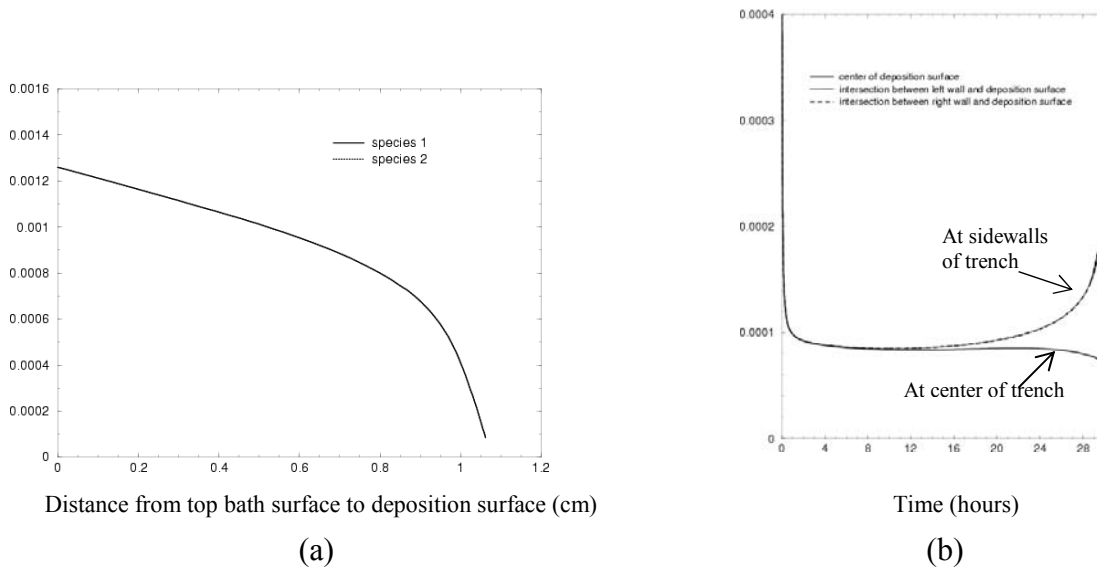 0.0016
0.0014
0.0012
0.001
0.0008
0.0006
0.0004
0.0002
0
0 0.2 0.4 0.6 0.8 1 1.2
species 1
species 2
Distance from top bath surface to deposition surface (cm)
(a)
0.0004
0.0003
0.0002
0.0001
0
0 4 8 12 16 20 24 28
center of deposition surface
intersection between left wall and deposition surface
intersection between right wall and deposition surface
At sidewalls
of trench
At center of trench
Time (hours)
(b)